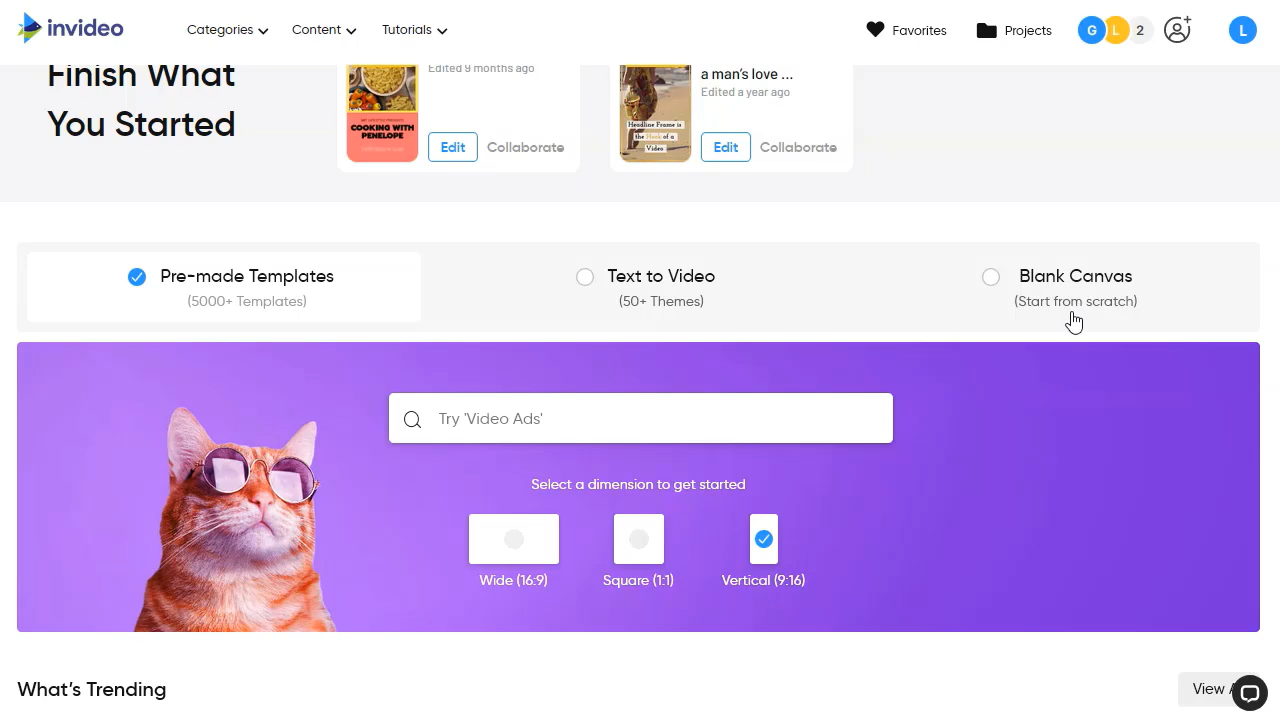 invideo
Categories
Content
Tutorials
Favorites
Projects
G
L
2
L
Finish What
You Started
Edited 9 months ago
COOKING WITH
PENELOPE
Edit
Collaborate
a man's love ...
Edited a year ago
Headline Frame is
the Hook of a
Video
Edit
Collaborate
Pre-made Templates
(5000+ Templates)
Text to Video
(50+ Themes)
Blank Canvas
(Start from scratch)
Try 'Video Ads'
Select a dimension to get started
Wide (16:9)
Square (1:1)
Vertical (9:16)
What's Trending
View